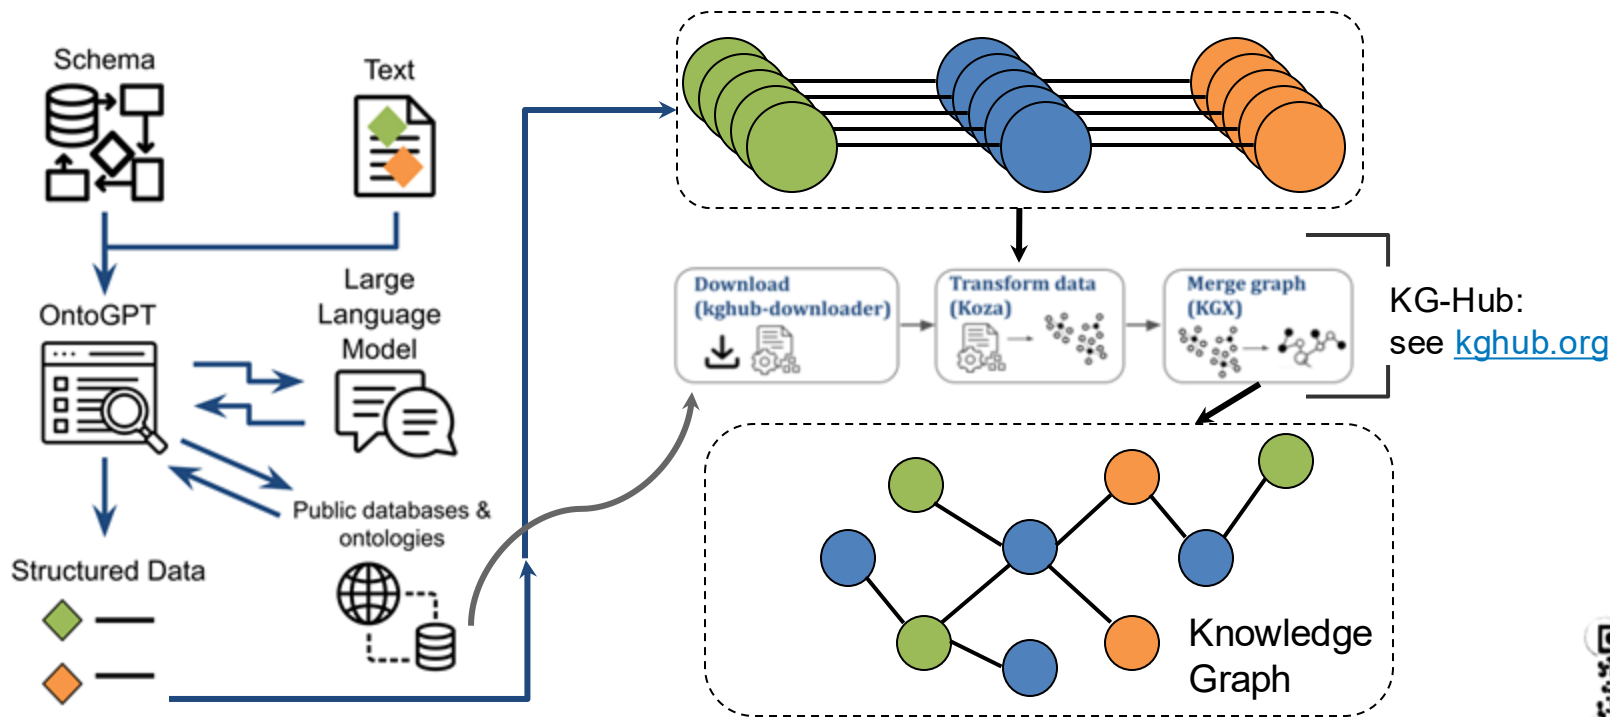 Schema
Text
OntoGPT
Large
Language
Model
Public databases &
ontologies
Structured Data
Download
(kghub-downloader)
Transform data
(Koza)
Merge graph
(KGX)
KG-Hub:
see kghub.org
Knowledge
Graph